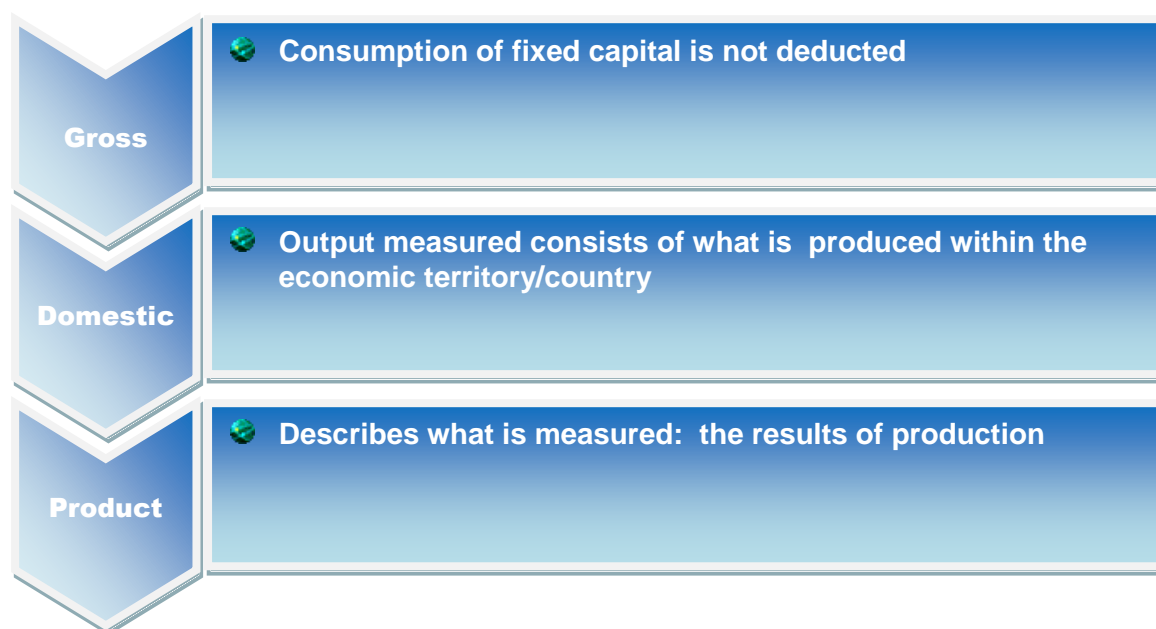 Gross
Consumption of fixed capital is not deducted
Domestic
Output measured consists of what is produced within the
economic territory/country
Product
Describes what is measured: the results of production